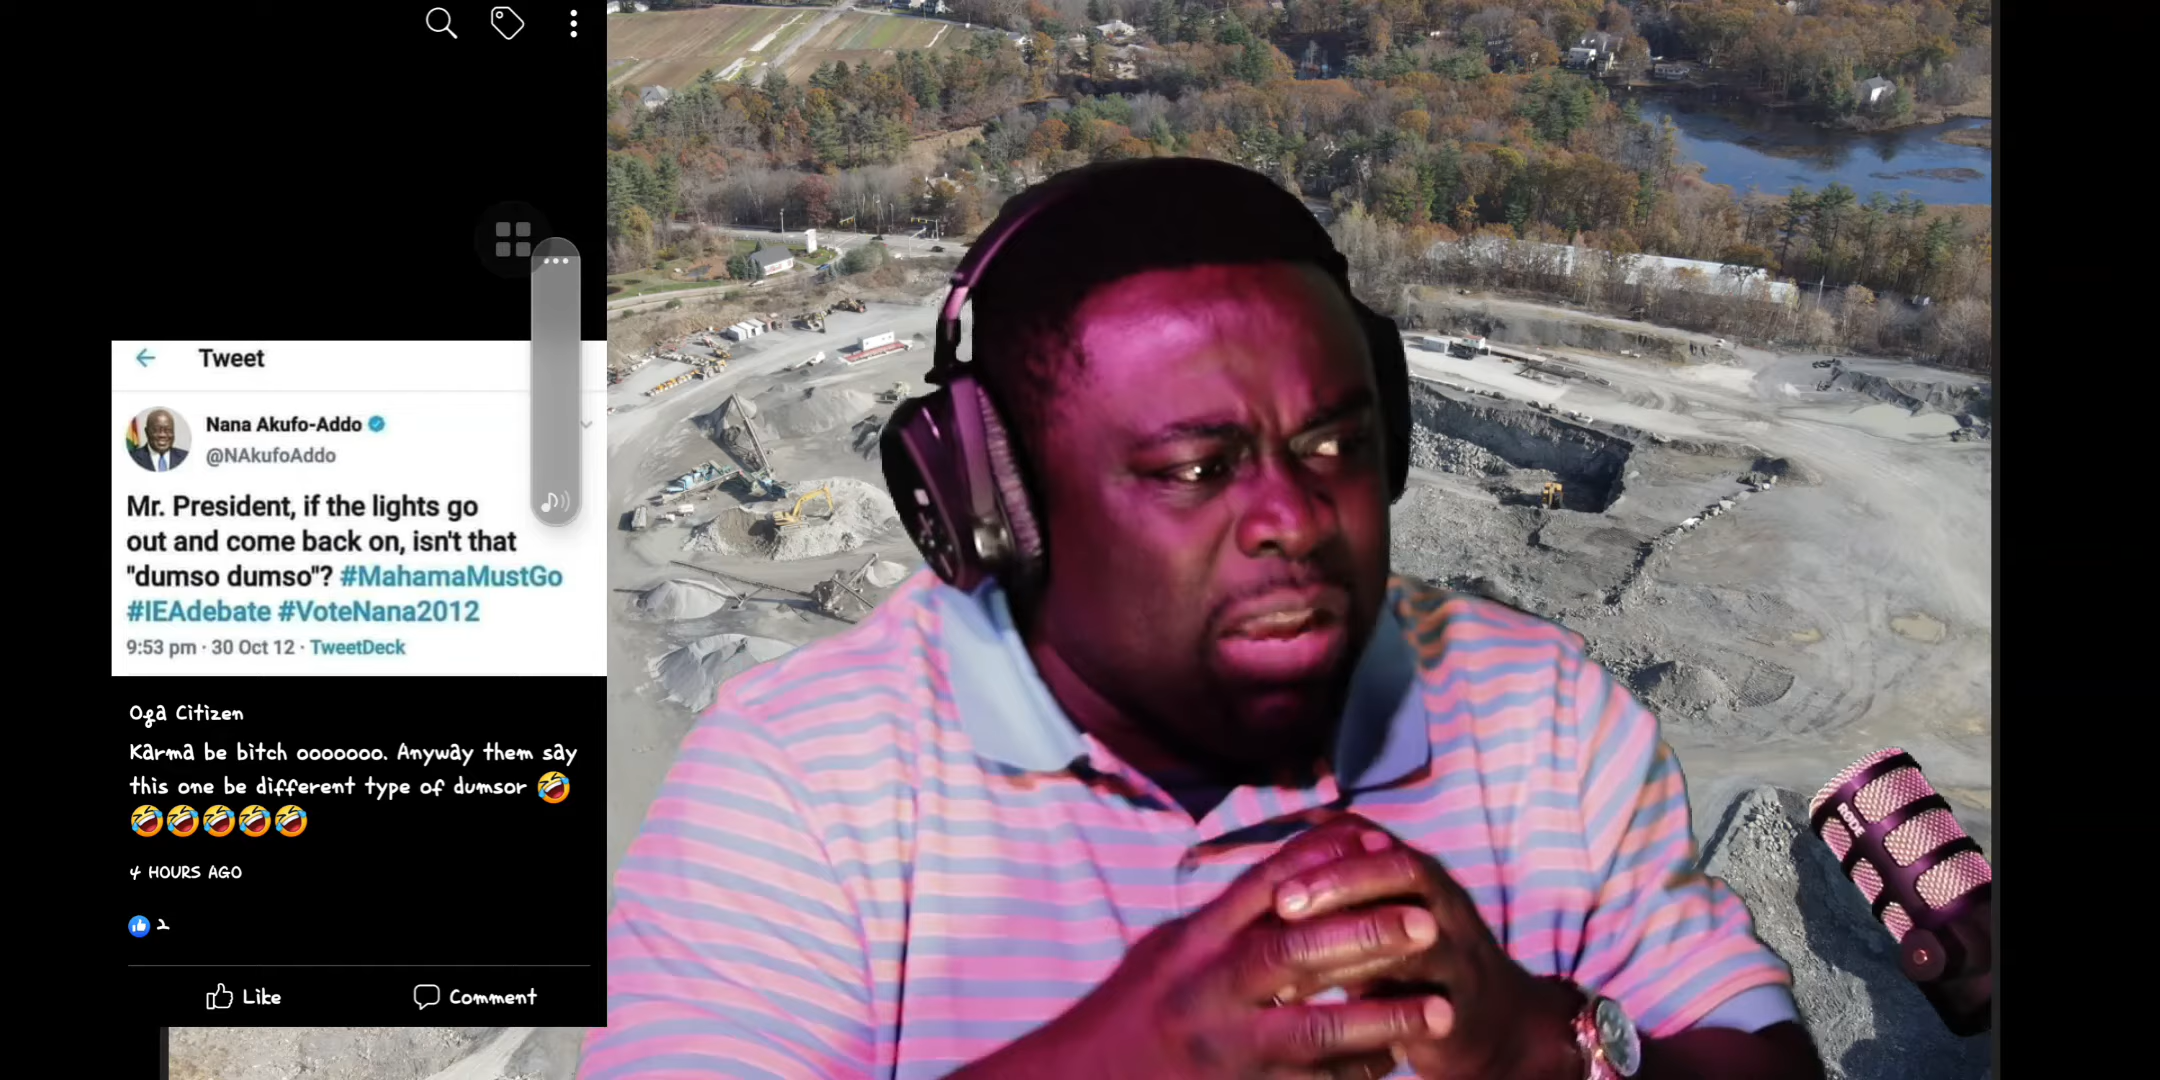 Tweet
Nana Akufo-Addo
@NAkufoAddo
Mr. President, if the lights go
out and come back on, isn't that
"dumso dumso"? #MahamaMustGo
#IEAdebate #VoteNana2012
9:53 pm · 30 Oct 12 · TweetDeck
Oga Citizen
Karma be bitch ooooooo. Anyway them say
this one be different type of dumsor 🤣
🤣🤣🤣🤣🤣
4 HOURS AGO
2
Like
Comment
RODE